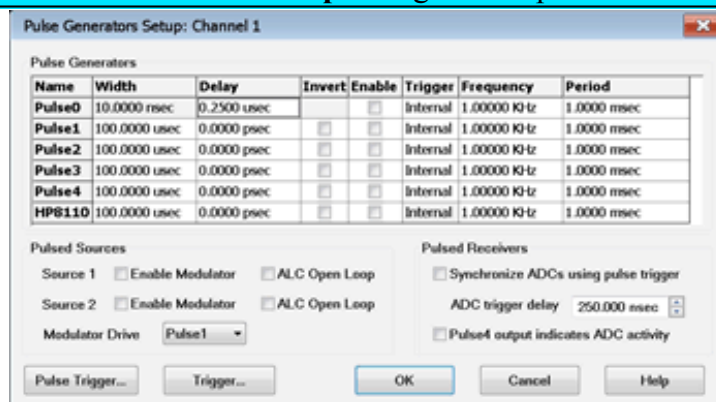 Pulse Generators Setup: Channel 1
Pulse Generators
Name Width Delay Invert Enable Trigger Frequency Period
Pulse0 10.0000 nsec 0.2500 usec Internal 1.00000 KHz 1.0000 msec
Pulse1 100.0000 usec 0.0000 psec Internal 1.00000 KHz 1.0000 msec
Pulse2 100.0000 usec 0.0000 psec Internal 1.00000 KHz 1.0000 msec
Pulse3 100.0000 usec 0.0000 psec Internal 1.00000 KHz 1.0000 msec
Pulse4 100.0000 usec 0.0000 psec Internal 1.00000 KHz 1.0000 msec
HP8110 100.0000 usec 0.0000 psec Internal 1.00000 KHz 1.0000 msec
Pulsed Sources
Source 1 Enable Modulator ALC Open Loop
Source 2 Enable Modulator ALC Open Loop
Modulator Drive Pulse1
Pulsed Receivers
Synchronize ADCs using pulse trigger
ADC trigger delay 250.000 nsec
Pulse4 output indicates ADC activity
Pulse Trigger... Trigger... OK Cancel Help